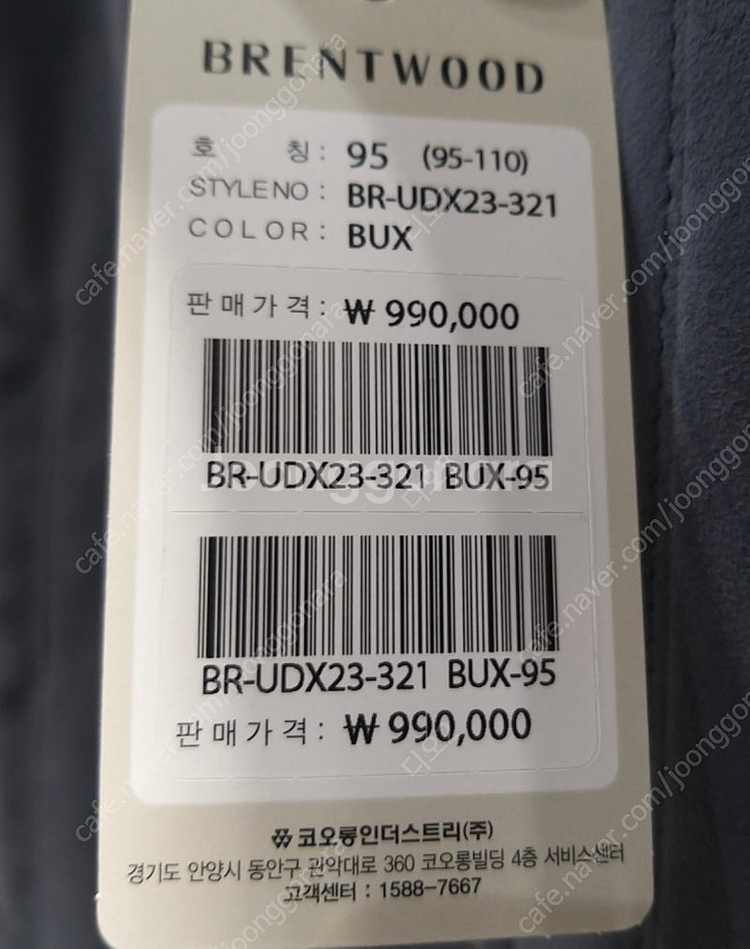 BRENTWOOD
호 칭 : 95 (95-110)
STYLE NO : BR-UDX23-321
COLOR : BUX
판매가격 : ₩ 990,000
BR-UDX23-321 BUX-95
BR-UDX23-321 BUX-95
판매가격 : ₩ 990,000
코오롱인더스트리(주)
경기도 안양시 동안구 관악대로 360 코오롱빌딩 4층 서비스센터
고객센터 : 1588-7667
cafe.naver.com/joonggonara